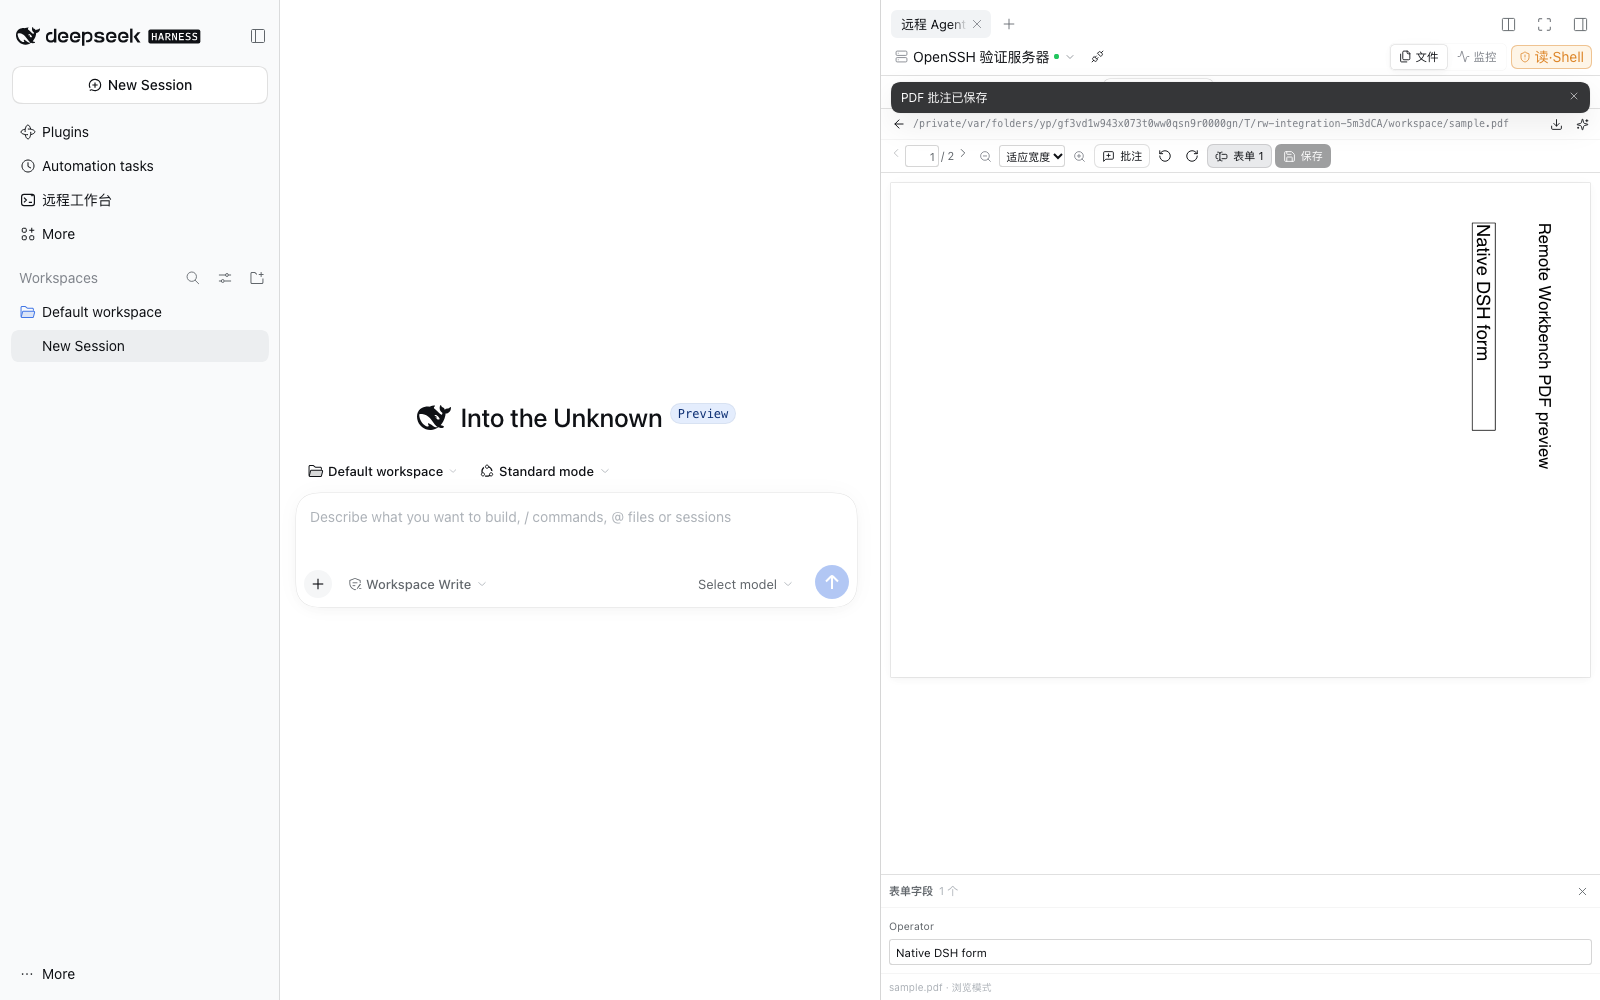 deepseek HARNESS
New Session
Plugins
Automation tasks
远程工作台
More
Workspaces
Default workspace
New Session
More
Into the Unknown Preview
Default workspace Standard mode
Describe what you want to build, / commands, @ files or sessions
Workspace Write Select model
远程 Agent
OpenSSH 验证服务器 文件 监控 读·Shell
PDF 批注已保存
/private/var/folders/yp/gf3vd1w943x073t0ww0qsn9r0000gn/T/rw-integration-5m3dCA/workspace/sample.pdf
1 / 2 适应宽度 批注 表单 1 保存
Remote Workbench PDF preview
Native DSH form
表单字段 1 个
Operator
Native DSH form
sample.pdf · 浏览模式